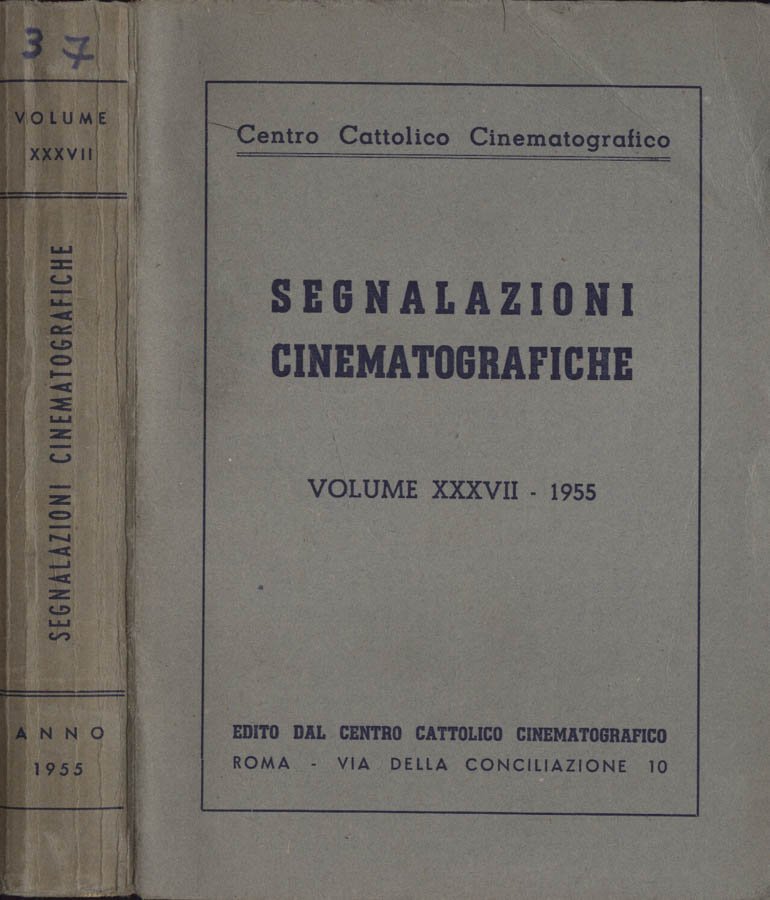 3 7
VOLUME
XXXVII
SEGNALAZIONI CINEMATOGRAFICHE
ANNO
1955
Centro Cattolico Cinematografico
SEGNALAZIONI
CINEMATOGRAFICHE
VOLUME XXXVII - 1955
EDITO DAL CENTRO CATTOLICO CINEMATOGRAFICO
ROMA - VIA DELLA CONCILIAZIONE 10